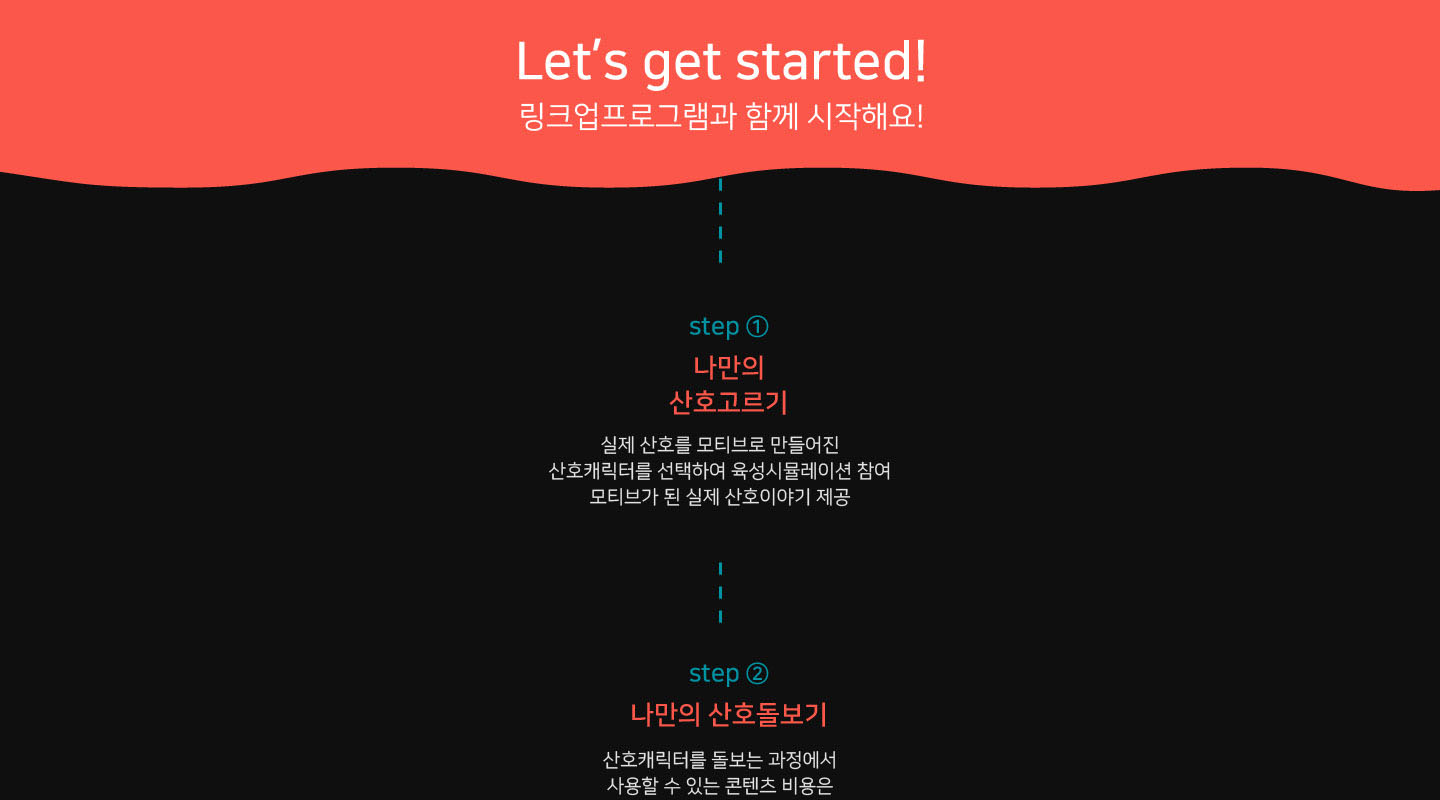 Let's get started!
링크업프로그램과 함께 시작해요!
step ①
나만의
산호고르기
실제 산호를 모티브로 만들어진
산호캐릭터를 선택하여 육성시뮬레이션 참여
모티브가 된 실제 산호이야기 제공
step ②
나만의 산호돌보기
산호캐릭터를 돌보는 과정에서
사용할 수 있는 콘텐츠 비용은